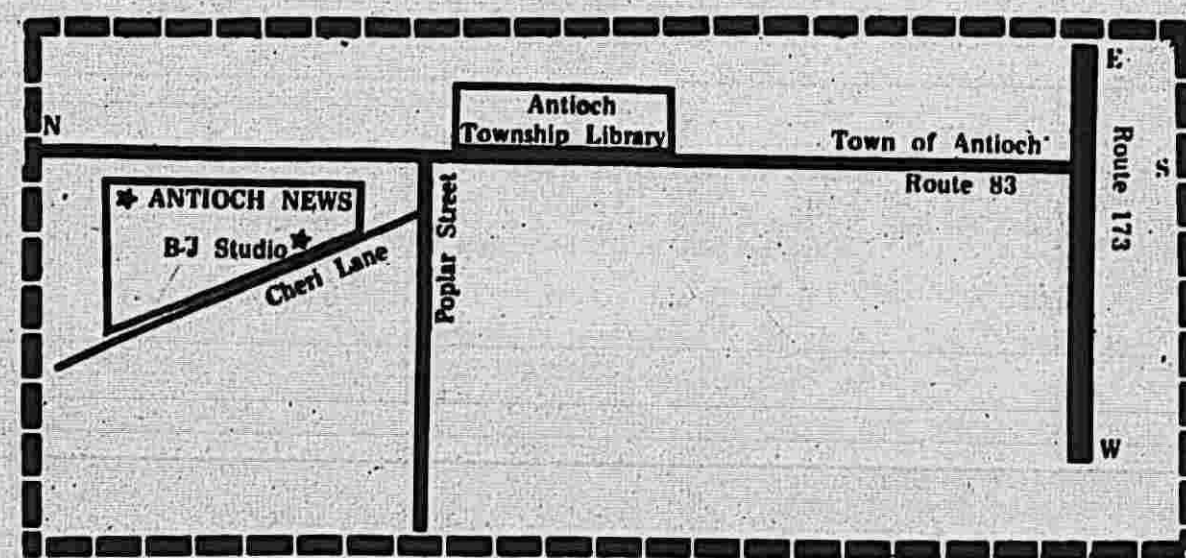 N
E
Antioch
Township Library
Town of Antioch
Route 83
Route 173
S
ANTIOCH NEWS
B-J Studio
Cheri Lane
Poplar Street
W